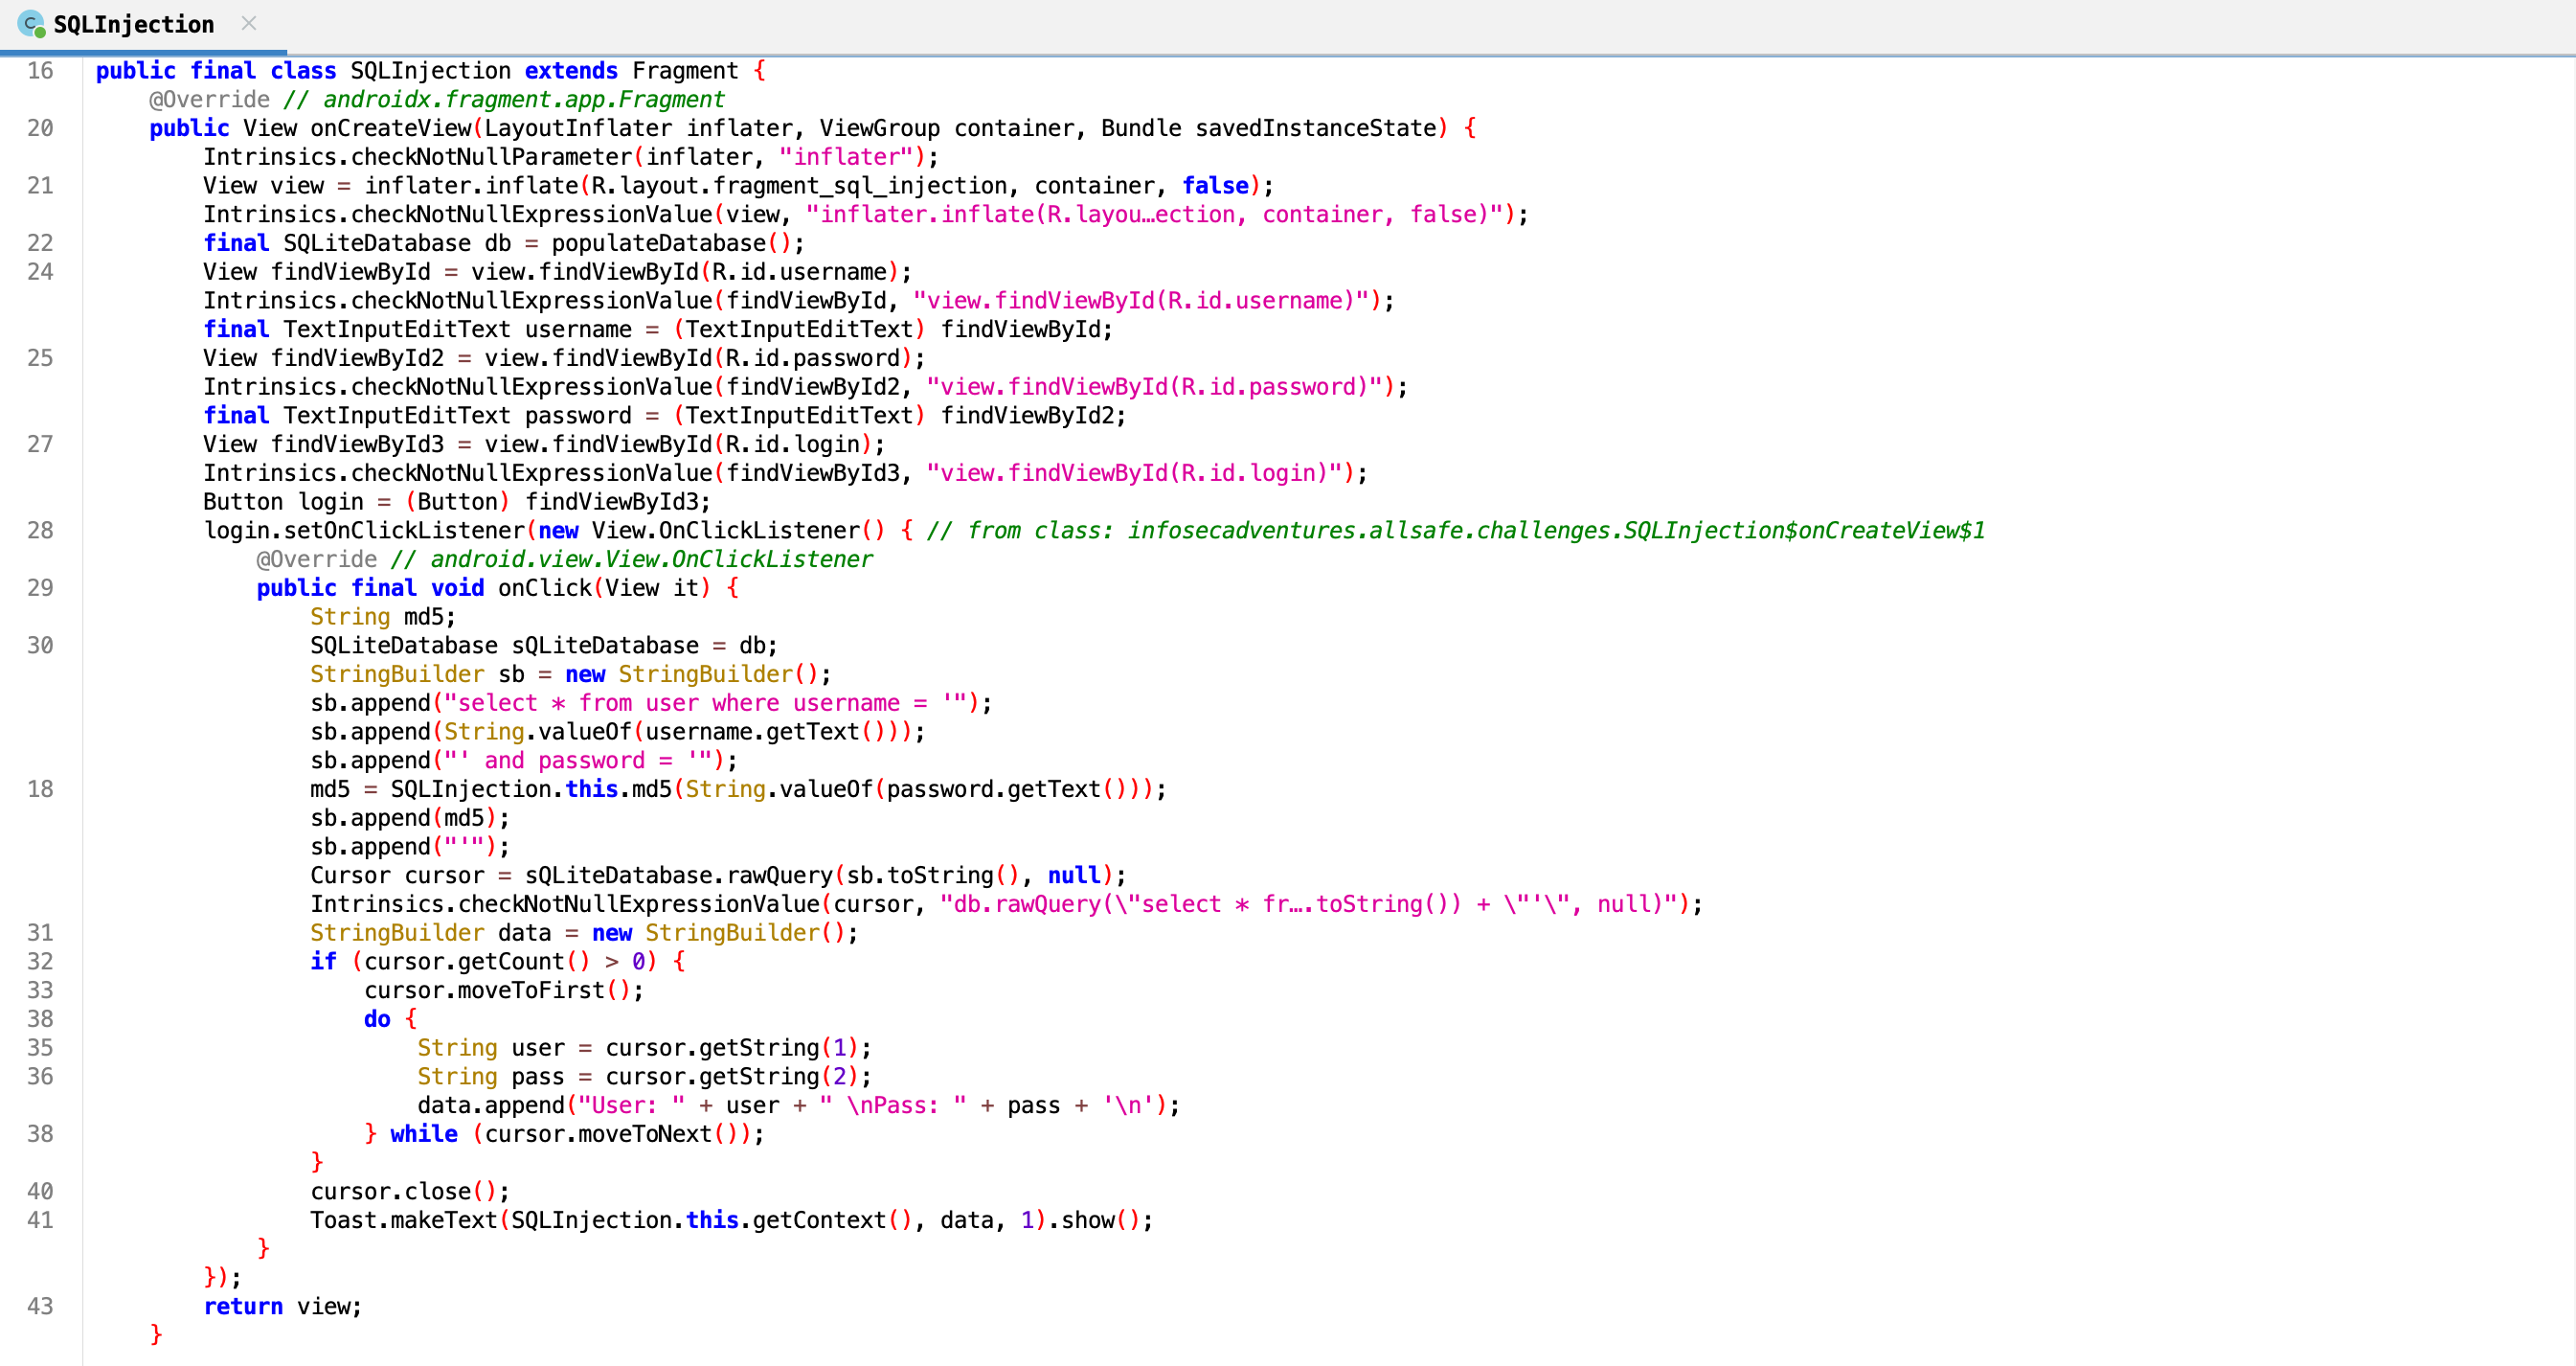 SQLInjection
16 public final class SQLInjection extends Fragment {
@Override // androidx.fragment.app.Fragment
20 public View onCreateView(LayoutInflater inflater, ViewGroup container, Bundle savedInstanceState) {
Intrinsics.checkNotNullParameter(inflater, "inflater");
21 View view = inflater.inflate(R.layout.fragment_sql_injection, container, false);
Intrinsics.checkNotNullExpressionValue(view, "inflater.inflate(R.layou…ection, container, false)");
22 final SQLiteDatabase db = populateDatabase();
24 View findViewById = view.findViewById(R.id.username);
Intrinsics.checkNotNullExpressionValue(findViewById, "view.findViewById(R.id.username)");
final TextInputEditText username = (TextInputEditText) findViewById;
25 View findViewById2 = view.findViewById(R.id.password);
Intrinsics.checkNotNullExpressionValue(findViewById2, "view.findViewById(R.id.password)");
final TextInputEditText password = (TextInputEditText) findViewById2;
27 View findViewById3 = view.findViewById(R.id.login);
Intrinsics.checkNotNullExpressionValue(findViewById3, "view.findViewById(R.id.login)");
Button login = (Button) findViewById3;
28 login.setOnClickListener(new View.OnClickListener() { // from class: infosecadventures.allsafe.challenges.SQLInjection$onCreateView$1
@Override // android.view.View.OnClickListener
29 public final void onClick(View it) {
String md5;
30 SQLiteDatabase sQLiteDatabase = db;
StringBuilder sb = new StringBuilder();
sb.append("select * from user where username = '");
sb.append(String.valueOf(username.getText()));
sb.append("' and password = '");
18 md5 = SQLInjection.this.md5(String.valueOf(password.getText()));
sb.append(md5);
sb.append("'");
Cursor cursor = sQLiteDatabase.rawQuery(sb.toString(), null);
Intrinsics.checkNotNullExpressionValue(cursor, "db.rawQuery(\"select * fr….toString()) + \"'\", null)");
31 StringBuilder data = new StringBuilder();
32 if (cursor.getCount() > 0) {
33 cursor.moveToFirst();
38 do {
35 String user = cursor.getString(1);
36 String pass = cursor.getString(2);
data.append("User: " + user + " \nPass: " + pass + '\n');
38 } while (cursor.moveToNext());
}
40 cursor.close();
41 Toast.makeText(SQLInjection.this.getContext(), data, 1).show();
}
});
43 return view;
}